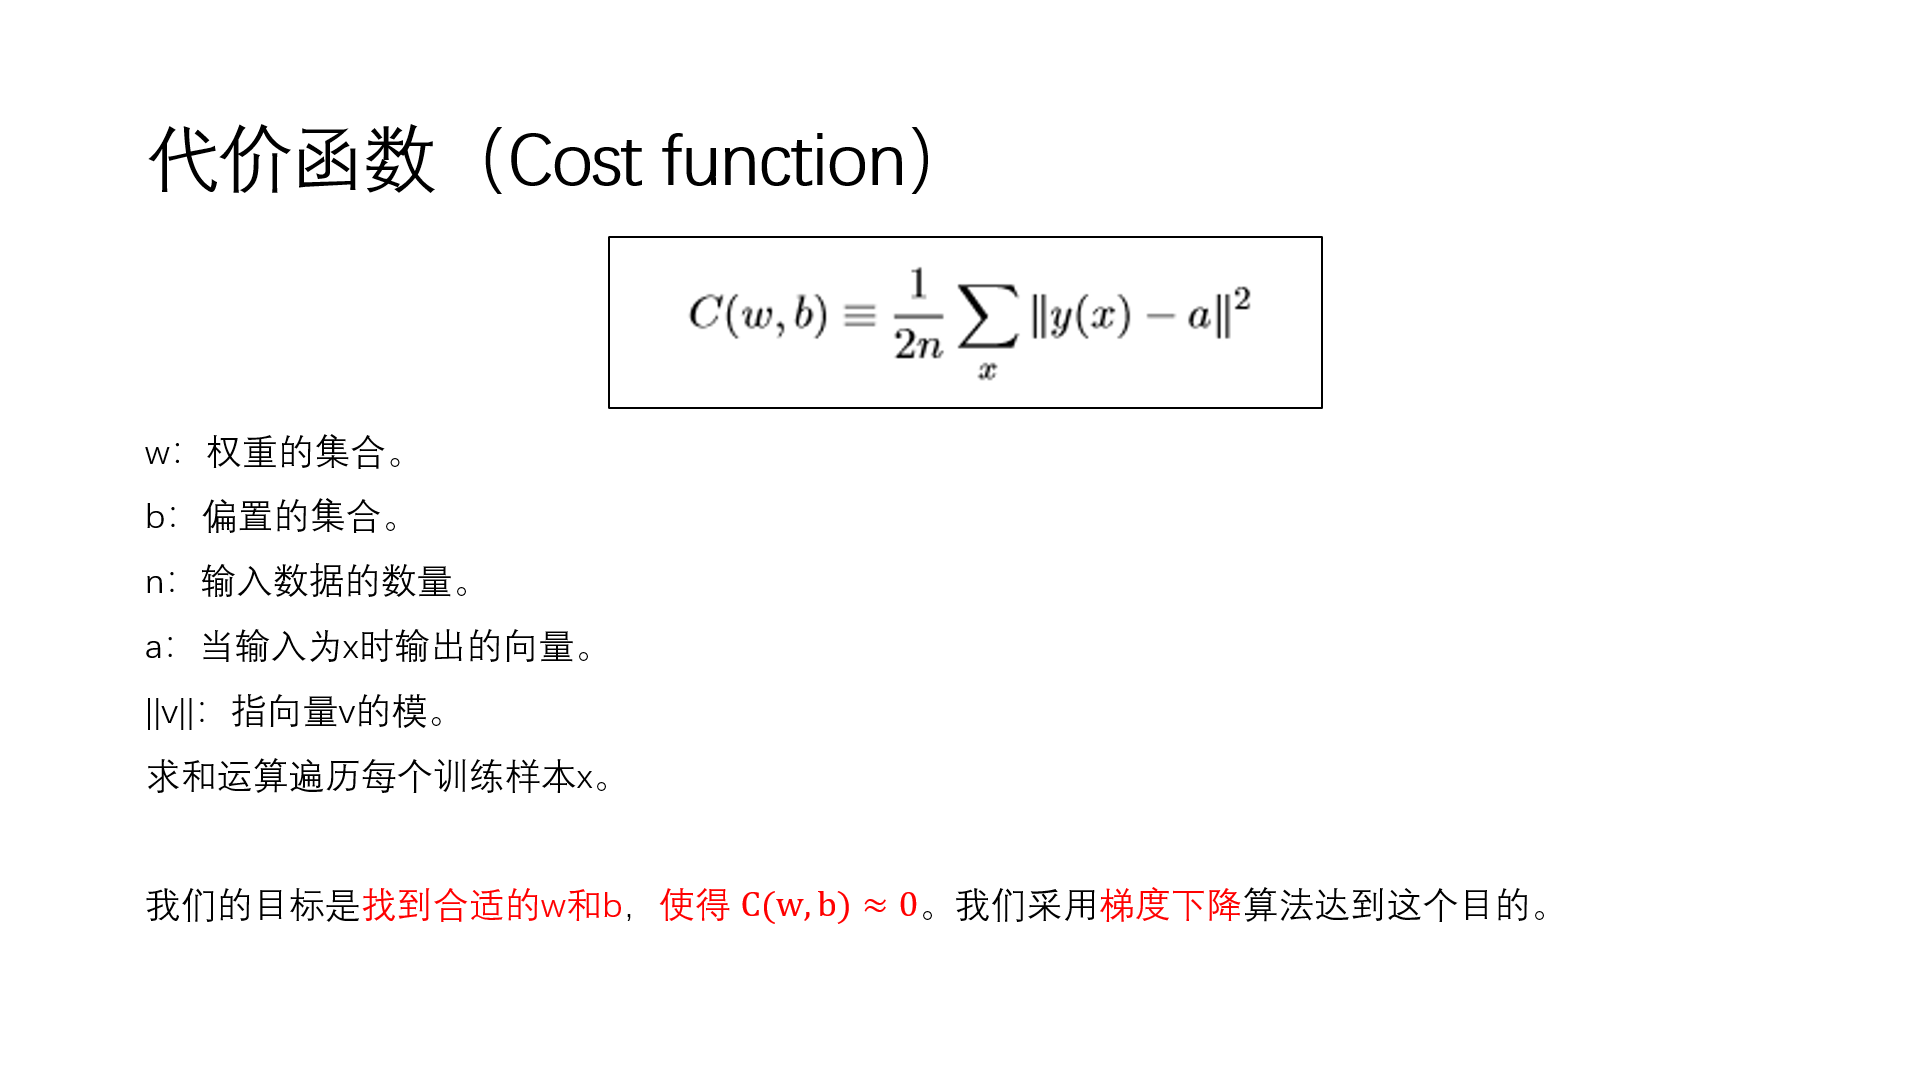 代价函数（Cost function）
C(w, b) ≡ \frac{1}{2n} \sum_{x} ‖y(x) − a‖²
w：权重的集合。
b：偏置的集合。
n：输入数据的数量。
a：当输入为x时输出的向量。
||v||：指向量v的模。
求和运算遍历每个训练样本x。
我们的目标是找到合适的w和b，使得 C(w, b) ≈ 0。我们采用梯度下降算法达到这个目的。